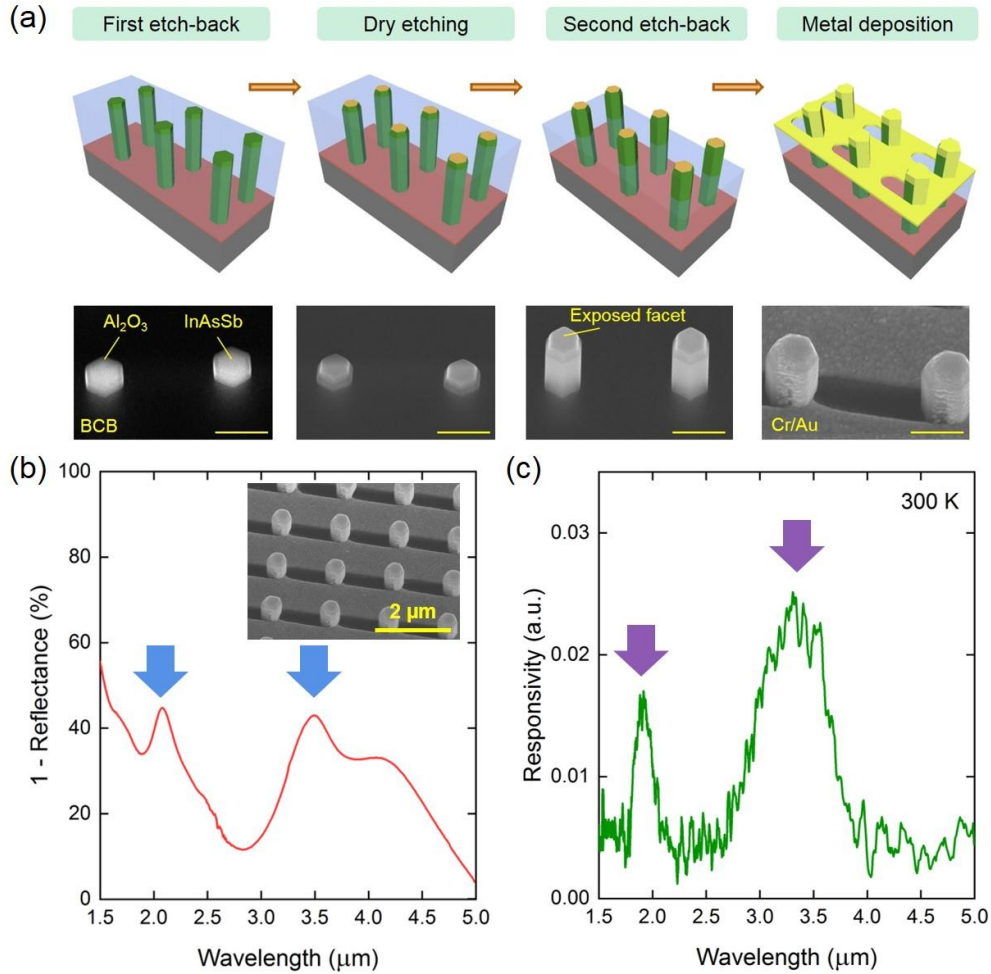 (a)
First etch-back
Dry etching
Second etch-back
Metal deposition
Al₂O₃
InAsSb
BCB
Exposed facet
Cr/Au
(b)
100
80
60
40
20
0
1 - Reflectance (%)
2 μm
1.5 2.0 2.5 3.0 3.5 4.0 4.5 5.0
Wavelength (μm)
(c)
300 K
0.03
0.02
0.01
0.00
Responsivity (a.u.)
1.5 2.0 2.5 3.0 3.5 4.0 4.5 5.0
Wavelength (μm)